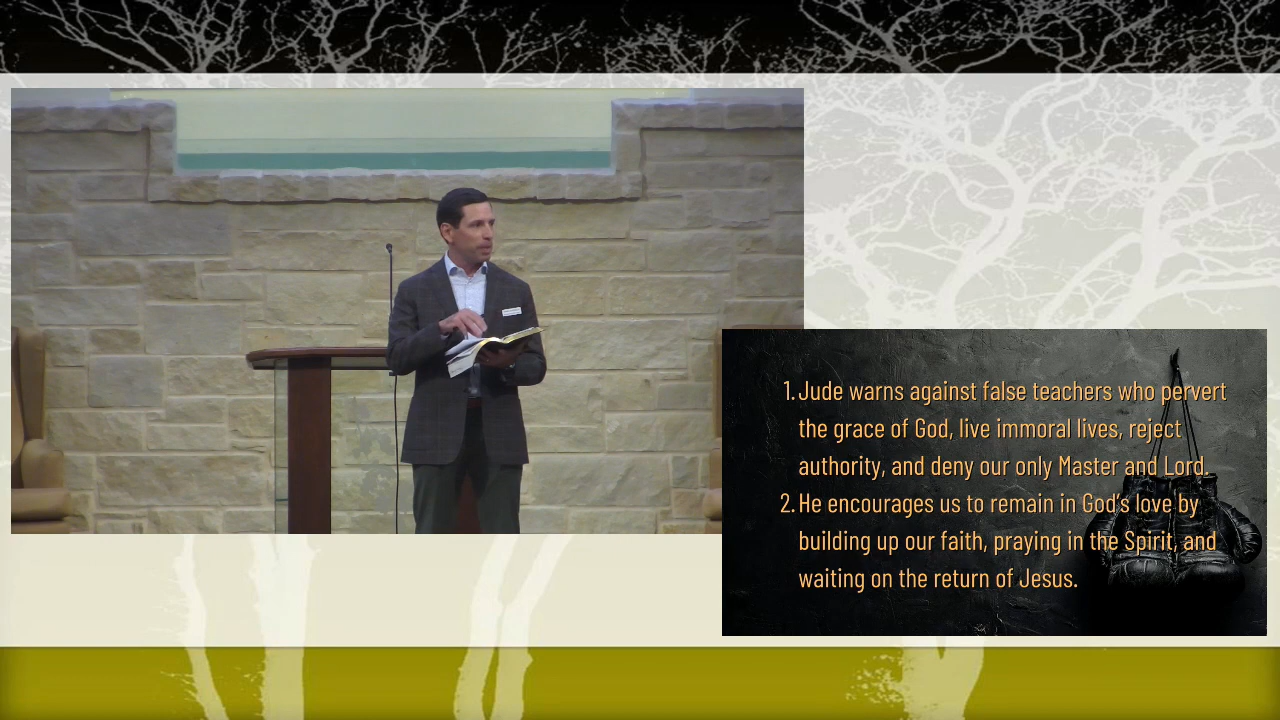 1. Jude warns against false teachers who pervert
the grace of God, live immoral lives, reject
authority, and deny our only Master and Lord.
2. He encourages us to remain in God's love by
building up our faith, praying in the Spirit, and
waiting on the return of Jesus.